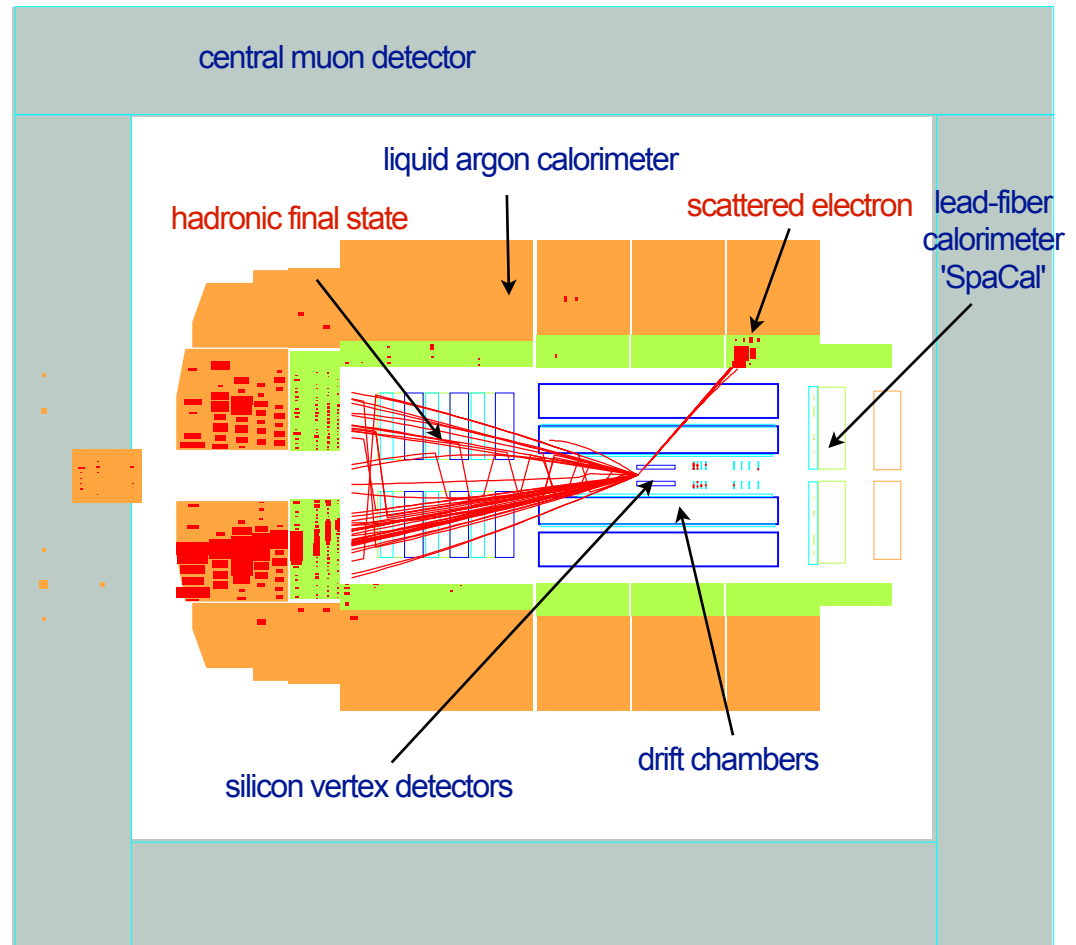 central muon detector
liquid argon calorimeter
hadronic final state
scattered electron
lead-fiber
calorimeter
'SpaCal'
drift chambers
silicon vertex detectors